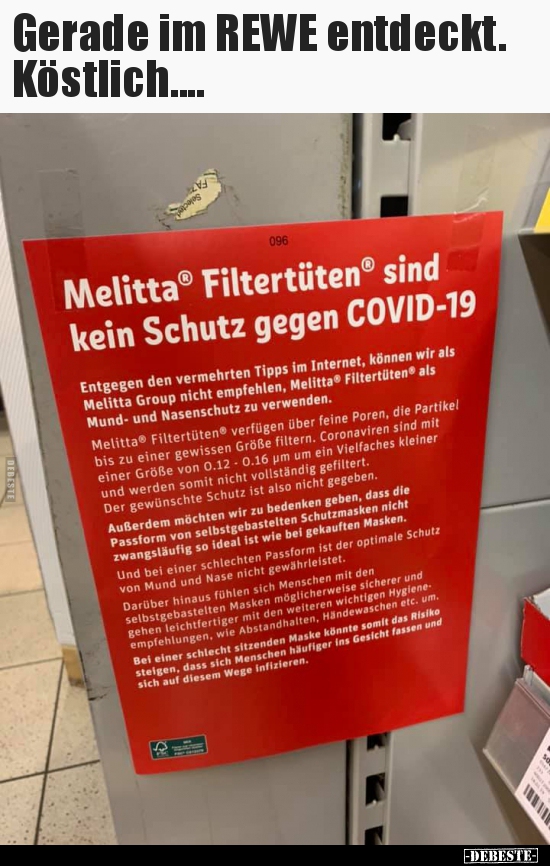 Gerade im REWE entdeckt.
Köstlich....
096
Melitta® Filtertüten® sind
kein Schutz gegen COVID-19
Entgegen den vermehrten Tipps im Internet, können wir als
Melitta Group nicht empfehlen, Melitta® Filtertüten® als
Mund- und Nasenschutz zu verwenden.
Melitta® Filtertüten® verfügen über feine Poren, die Partikel
bis zu einer gewissen Größe filtern. Coronaviren sind mit
einer Größe von 0.12 - 0.16 µm um ein Vielfaches kleiner
und werden somit nicht vollständig gefiltert.
Der gewünschte Schutz ist also nicht gegeben.
Außerdem möchten wir zu bedenken geben, dass die
Passform von selbstgebastelten Schutzmasken nicht
zwangsläufig so ideal ist wie bei gekauften Masken.
Und bei einer schlechten Passform ist der optimale Schutz
von Mund und Nase nicht gewährleistet.
Darüber hinaus fühlen sich Menschen mit den
selbstgebastelten Masken möglicherweise sicherer und
gehen leichtfertiger mit den weiteren wichtigen Hygiene-
empfehlungen, wie Abstandhalten, Händewaschen etc. um.
Bei einer schlecht sitzenden Maske könnte somit das Risiko
steigen, dass sich Menschen häufiger ins Gesicht fassen und
sich auf diesem Wege infizieren.
FSC
DEBESTE
-DEBESTE-